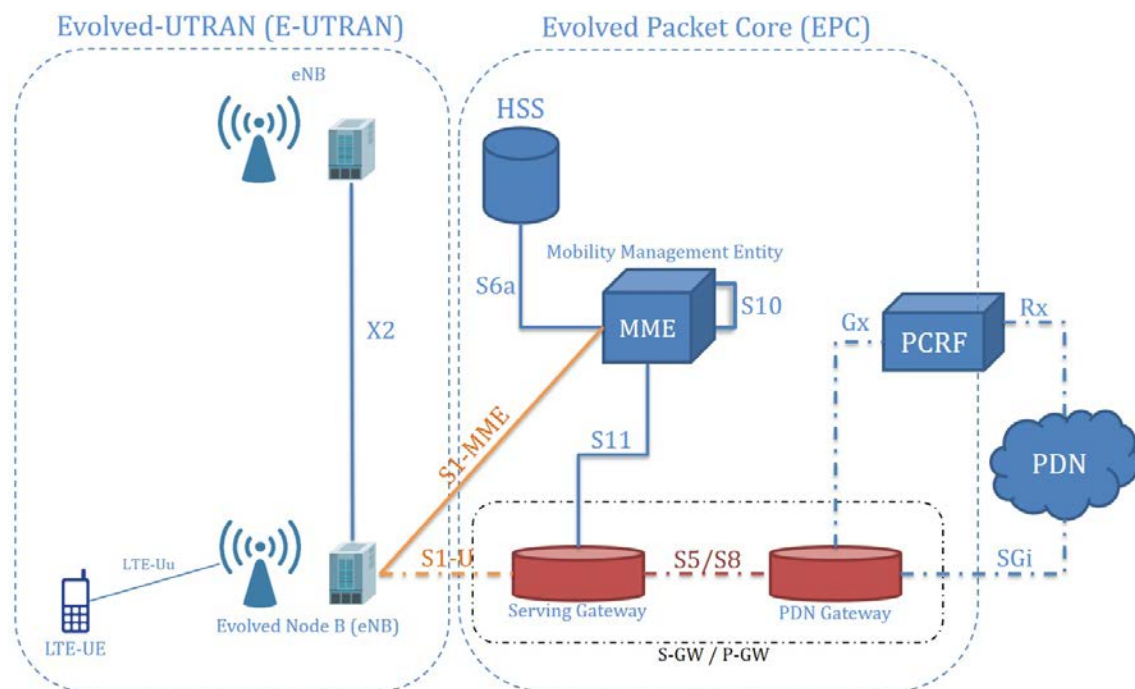 Evolved-UTRAN (E-UTRAN)
Evolved Packet Core (EPC)
eNB
HSS
Mobility Management Entity
S6a
MME
S10
X2
Gx
PCRF
Rx
S1-MME
S11
PDN
LTE-Uu
S1-U
S5/S8
SGi
LTE-UE
Evolved Node B (eNB)
Serving Gateway
PDN Gateway
S-GW / P-GW